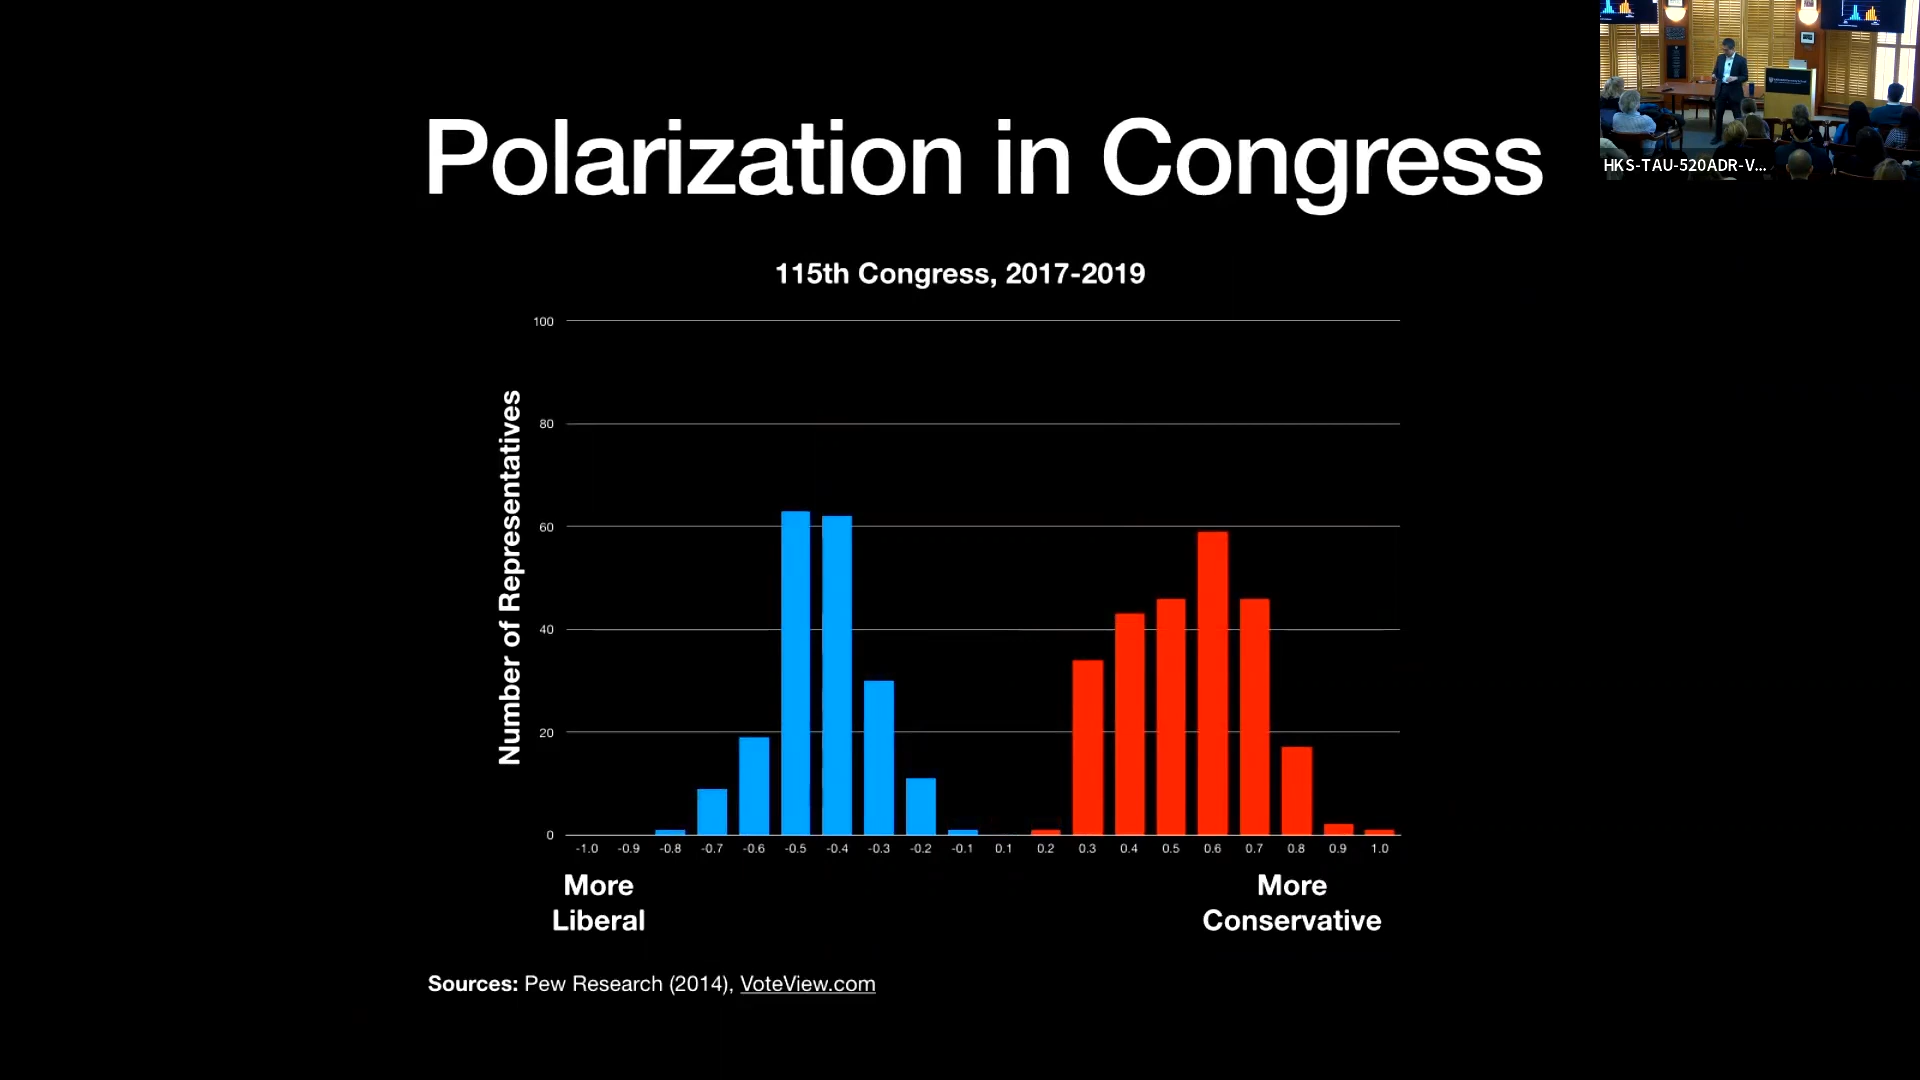 Polarization in Congress
115th Congress, 2017-2019
Number of Representatives
100
80
60
40
20
0
-1.0 -0.9 -0.8 -0.7 -0.6 -0.5 -0.4 -0.3 -0.2 -0.1 0.1 0.2 0.3 0.4 0.5 0.6 0.7 0.8 0.9 1.0
More
Liberal
More
Conservative
Sources: Pew Research (2014), VoteView.com
HKS-TAU-520ADR-V...